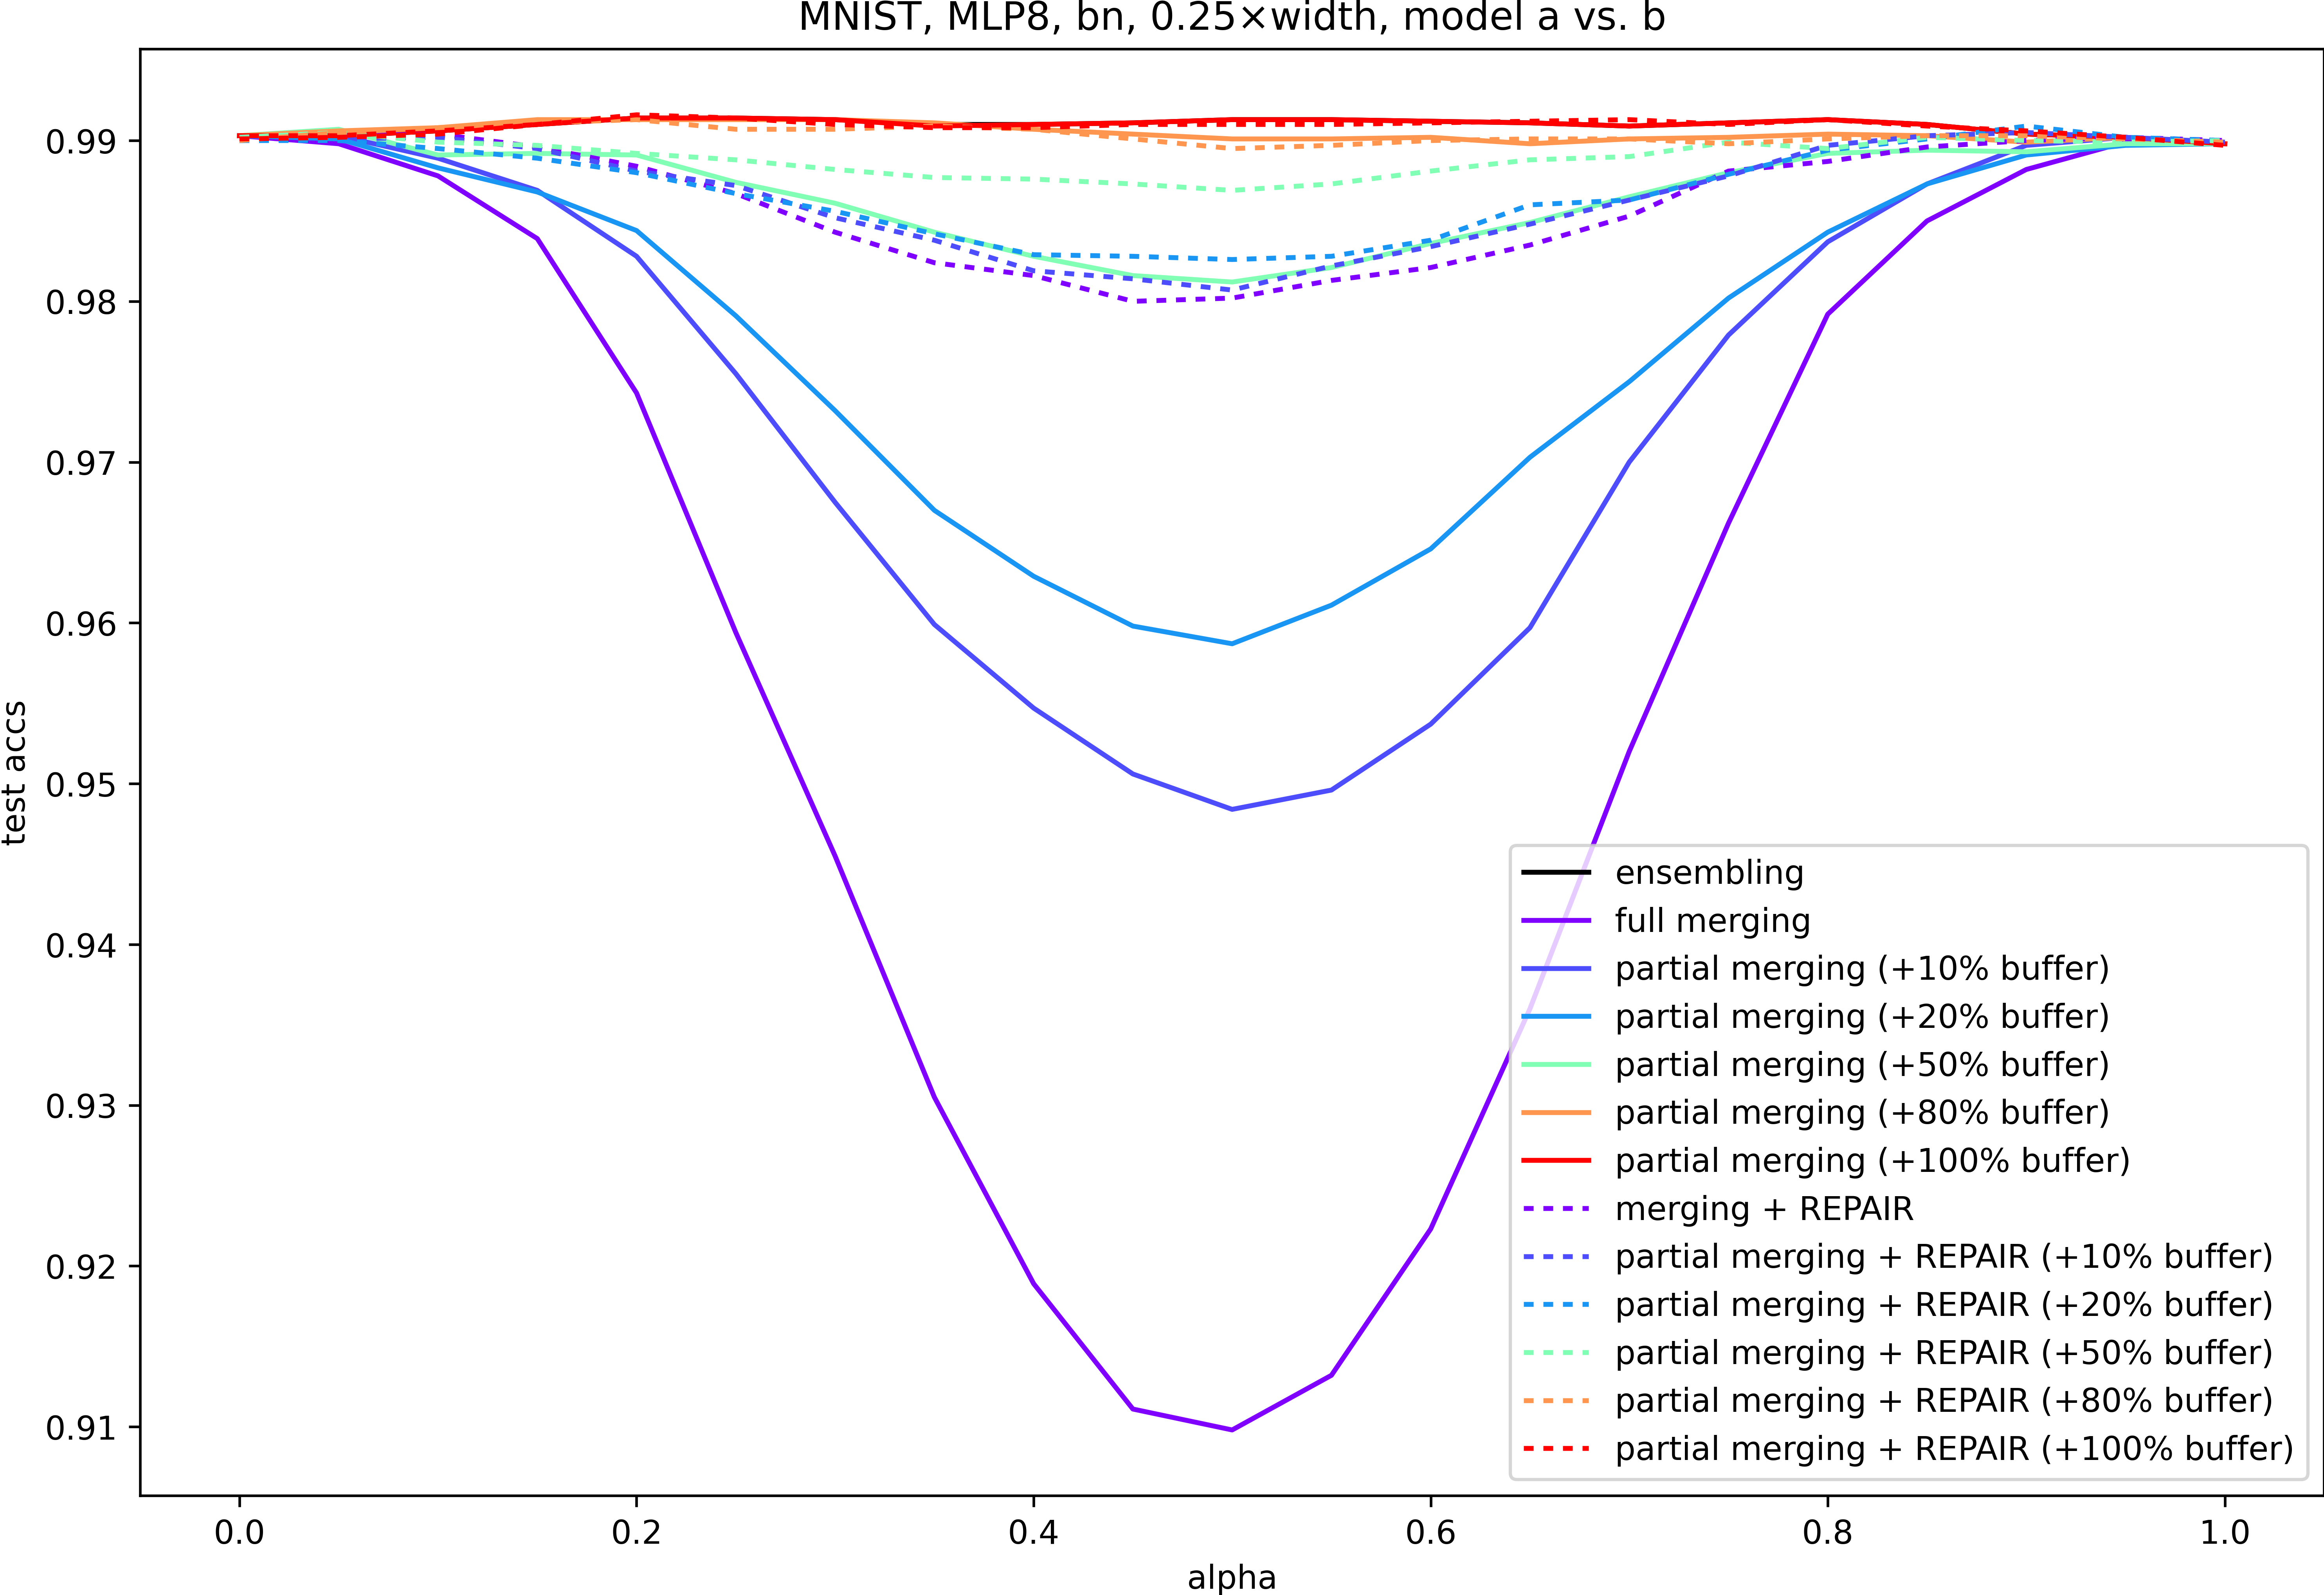 MNIST, MLP8, bn, 0.25×width, model a vs. b
0.99
0.98
0.97
0.96
0.95
0.94
0.93
0.92
0.91
test accs
ensembling
full merging
partial merging (+10% buffer)
partial merging (+20% buffer)
partial merging (+50% buffer)
partial merging (+80% buffer)
partial merging (+100% buffer)
merging + REPAIR
partial merging + REPAIR (+10% buffer)
partial merging + REPAIR (+20% buffer)
partial merging + REPAIR (+50% buffer)
partial merging + REPAIR (+80% buffer)
partial merging + REPAIR (+100% buffer)
0.0 0.2 0.4 0.6 0.8 1.0
alpha